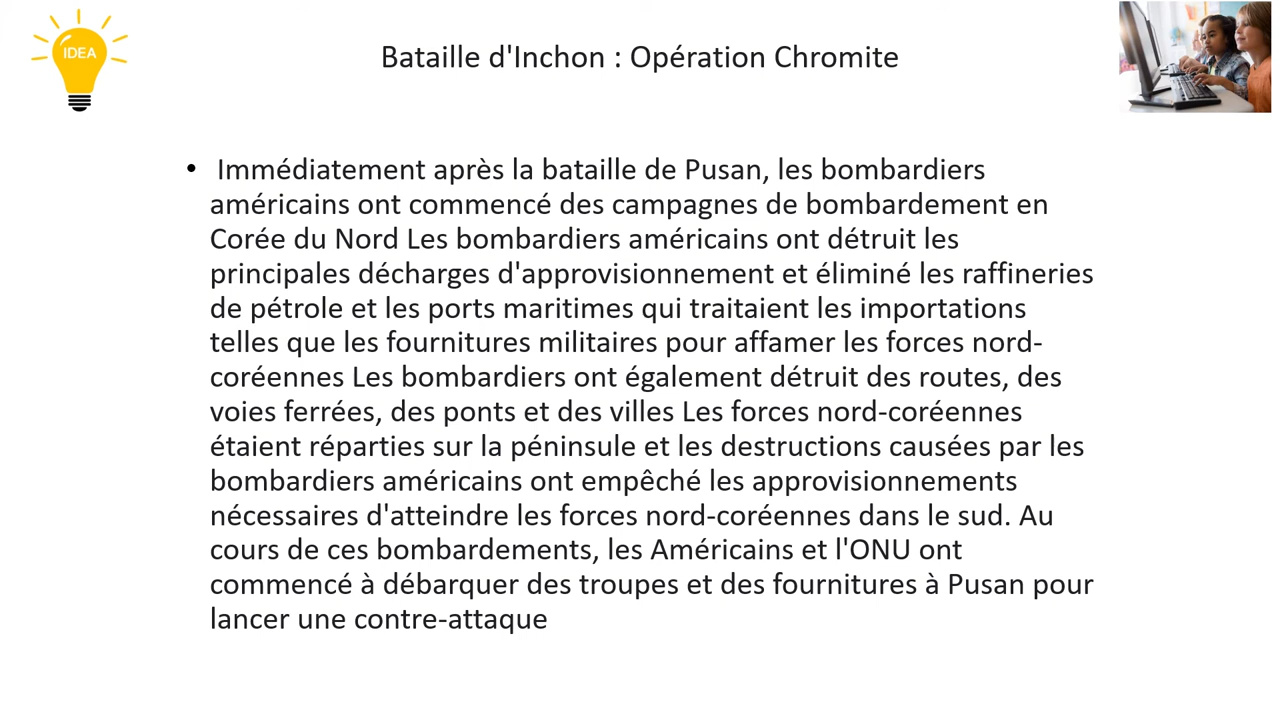 IDEA
Bataille d'Inchon : Opération Chromite
• Immédiatement après la bataille de Pusan, les bombardiers
américains ont commencé des campagnes de bombardement en
Corée du Nord Les bombardiers américains ont détruit les
principales décharges d'approvisionnement et éliminé les raffineries
de pétrole et les ports maritimes qui traitaient les importations
telles que les fournitures militaires pour affamer les forces nord-
coréennes Les bombardiers ont également détruit des routes, des
voies ferrées, des ponts et des villes Les forces nord-coréennes
étaient réparties sur la péninsule et les destructions causées par les
bombardiers américains ont empêché les approvisionnements
nécessaires d'atteindre les forces nord-coréennes dans le sud. Au
cours de ces bombardements, les Américains et l'ONU ont
commencé à débarquer des troupes et des fournitures à Pusan pour
lancer une contre-attaque